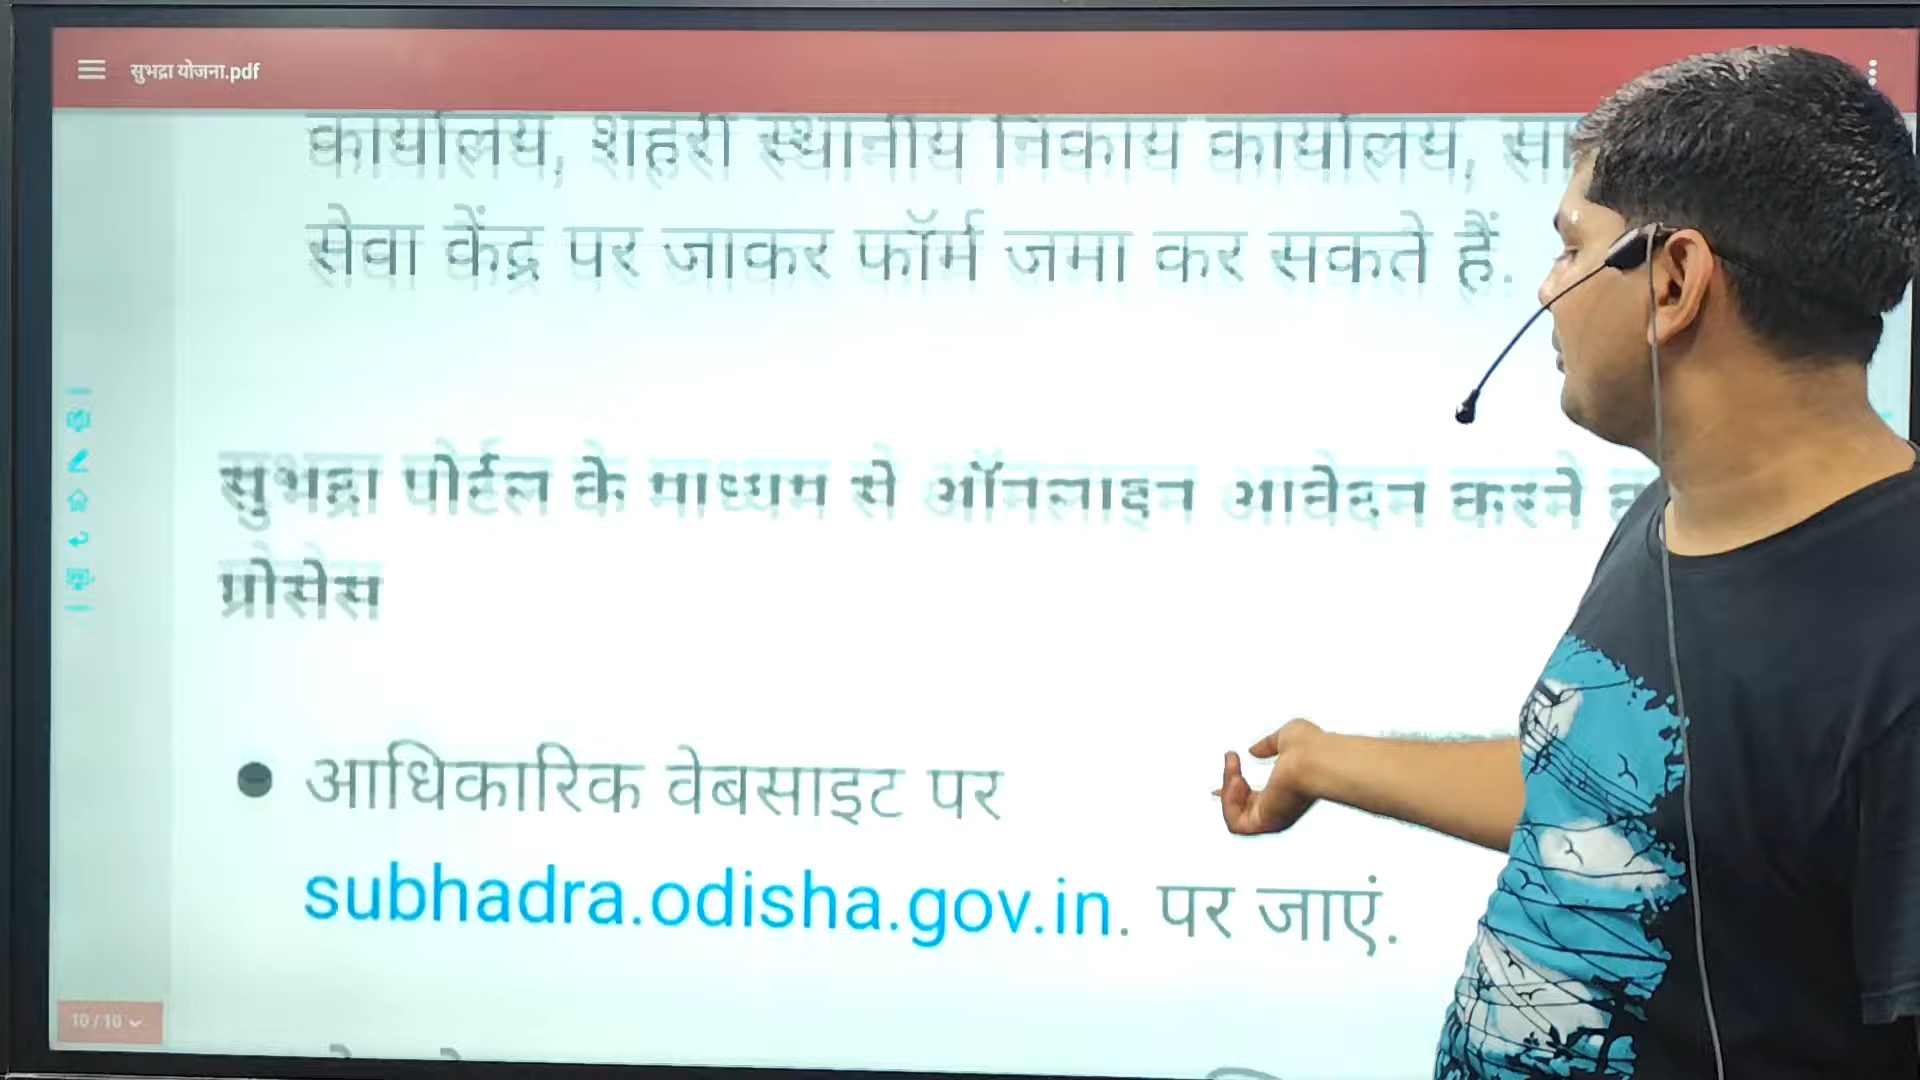 सुभद्रा योजना.pdf
कार्यालय, शहरी स्थानीय निकाय कार्यालय,
सेवा केंद्र पर जाकर फॉर्म जमा कर सकते हैं.
सुभद्रा पोर्टल के माध्यम से ऑनलाइन आवेदन करने
प्रोसेस
आधिकारिक वेबसाइट पर
subhadra.odisha.gov.in. पर जाएं.
10 / 10